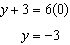 y + 3 = 6(0)
y = −3